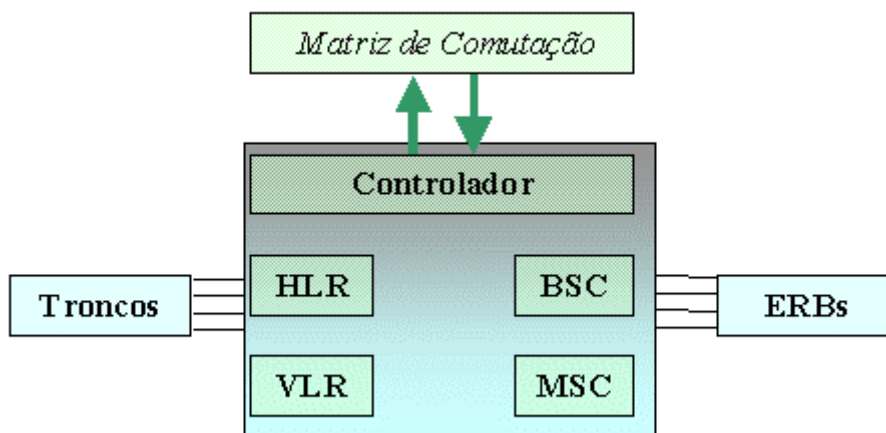 Matriz de Comutação
Controlador
HLR
BSC
Troncos
ERBs
VLR
MSC